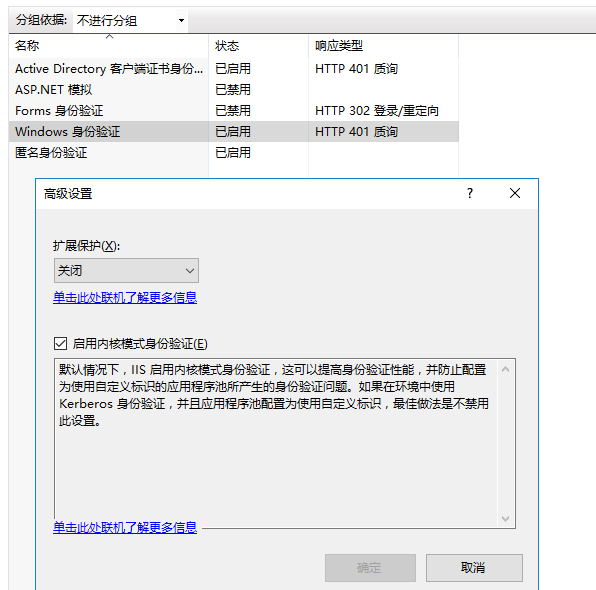 分组依据: 不进行分组
名称 状态 响应类型
Active Directory 客户端证书身份... 已启用 HTTP 401 质询
ASP.NET 模拟 已禁用
Forms 身份验证 已禁用 HTTP 302 登录/重定向
Windows 身份验证 已启用 HTTP 401 质询
匿名身份验证 已启用
高级设置 ?
扩展保护(X):
关闭
单击此处联机了解更多信息
启用内核模式身份验证(E)
默认情况下，IIS 启用内核模式身份验证，这可以提高身份验证性能，并防止配置
为使用自定义标识的应用程序池所产生的身份验证问题。如果在环境中使用
Kerberos 身份验证，并且应用程序池配置为使用自定义标识，最佳做法是不禁用
此设置。
单击此处联机了解更多信息
确定 取消